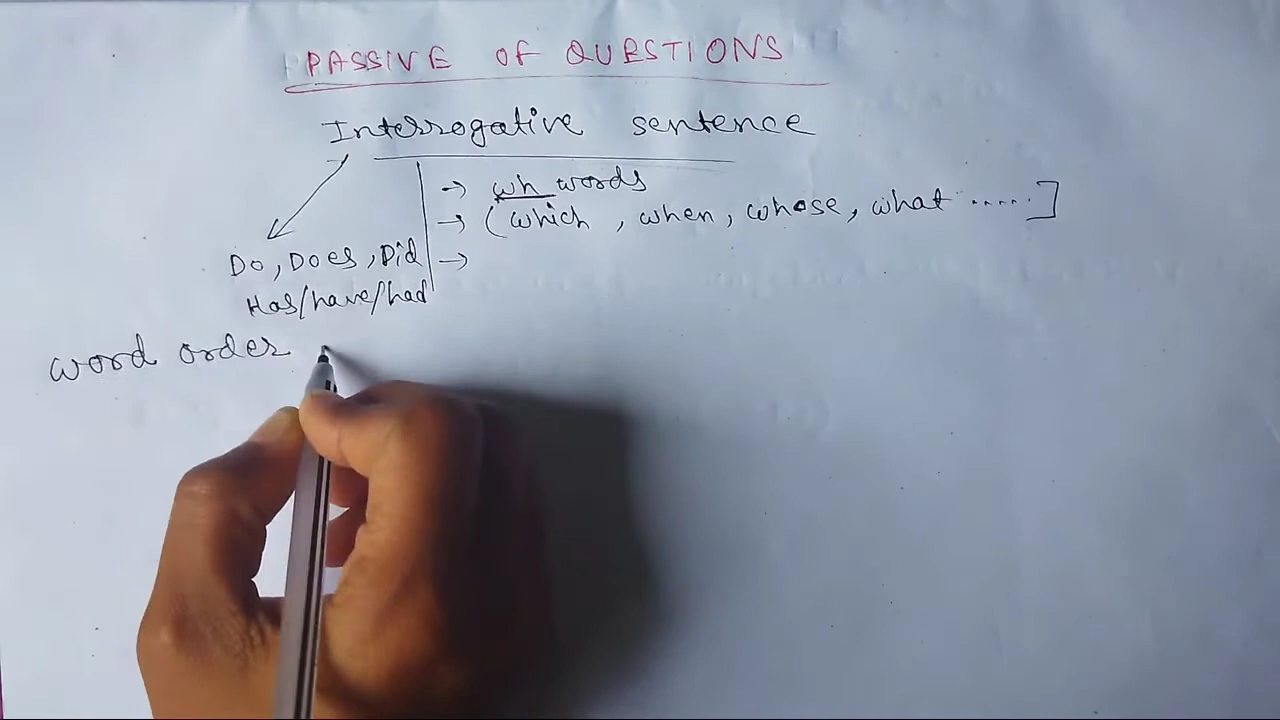 PASSIVE OF QUESTIONS
Interrogative sentence
→ wh words
→ (which, when, whose, what .....]
Do, Does, Did →
Has/have/had
word order